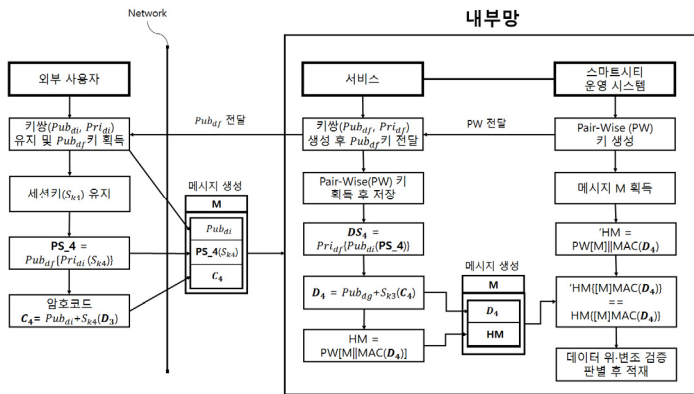 Network
내부망
외부 사용자
키쌍(Pub_di, Pri_di)
유지 및 Pub_df키 획득
세션키(S_k4) 유지
PS_4 =
Pub_df{Pri_di(S_k4)}
암호코드
C_4= Pub_di+S_k4(D_3)
Pub_df 전달
메시지 생성
M
Pub_di
PS_4(S_k4)
C_4
서비스
키쌍(Pub_df, Pri_df)
생성 후 Pub_df키 전달
Pair-Wise(PW) 키
획득 후 저장
DS_4 =
Pri_df{Pub_di(PS_4)}
D_4 = Pub_dg+S_k3(C_4)
HM =
PW[M||MAC(D_4)]
PW 전달
메시지 생성
M
D_4
HM
스마트시티
운영 시스템
Pair-Wise (PW)
키 생성
메시지 M 획득
'HM =
PW[M]||MAC(D_4)
'HM{[M]MAC(D_4)}
==
HM{[M]MAC(D_4)}
데이터 위·변조 검증
판별 후 적재